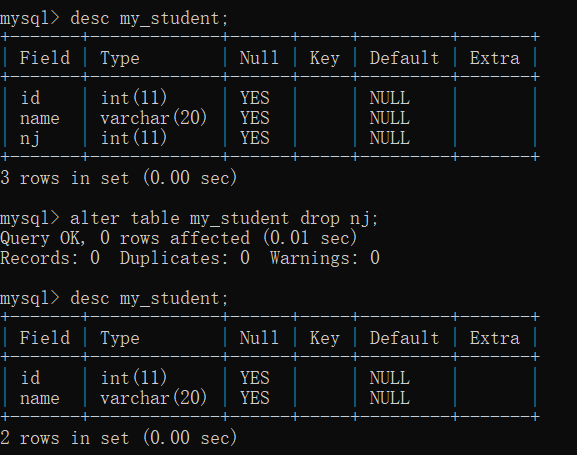 mysql> desc my_student;
+-------+-------------+------+-----+---------+-------+
| Field | Type        | Null | Key | Default | Extra |
+-------+-------------+------+-----+---------+-------+
| id    | int(11)     | YES  |     | NULL    |       |
| name  | varchar(20) | YES  |     | NULL    |       |
| nj    | int(11)     | YES  |     | NULL    |       |
+-------+-------------+------+-----+---------+-------+
3 rows in set (0.00 sec)
mysql> alter table my_student drop nj;
Query OK, 0 rows affected (0.01 sec)
Records: 0  Duplicates: 0  Warnings: 0
mysql> desc my_student;
+-------+-------------+------+-----+---------+-------+
| Field | Type        | Null | Key | Default | Extra |
+-------+-------------+------+-----+---------+-------+
| id    | int(11)     | YES  |     | NULL    |       |
| name  | varchar(20) | YES  |     | NULL    |       |
+-------+-------------+------+-----+---------+-------+
2 rows in set (0.00 sec)